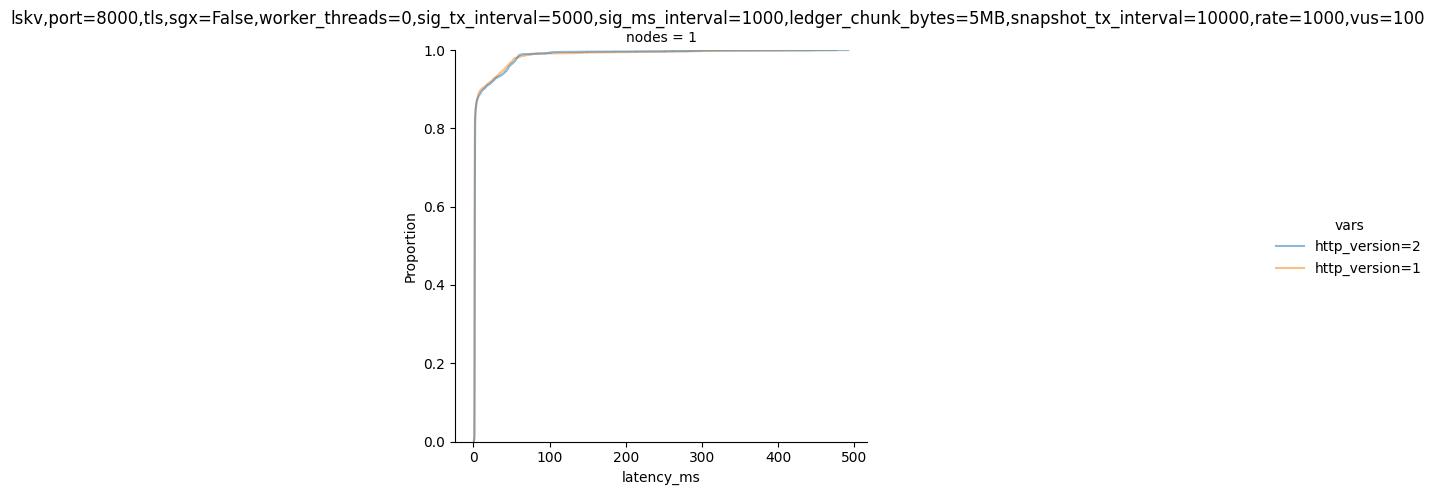 lskv,port=8000,tls,sgx=False,worker_threads=0,sig_tx_interval=5000,sig_ms_interval=1000,ledger_chunk_bytes=5MB,snapshot_tx_interval=10000,rate=1000,vus=100
nodes = 1
1.0
0.8
0.6
0.4
0.2
0.0
Proportion
0 100 200 300 400 500
latency_ms
vars
http_version=2
http_version=1